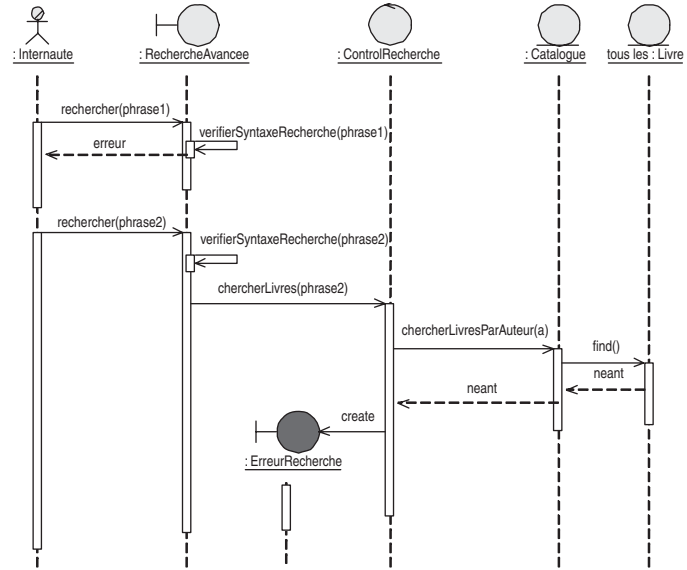 : Internaute
: RechercheAvancee
: ControlRecherche
: Catalogue
tous les : Livre
rechercher(phrase1)
verifierSyntaxeRecherche(phrase1)
erreur
rechercher(phrase2)
verifierSyntaxeRecherche(phrase2)
chercherLivres(phrase2)
chercherLivresParAuteur(a)
find()
neant
neant
create
: ErreurRecherche